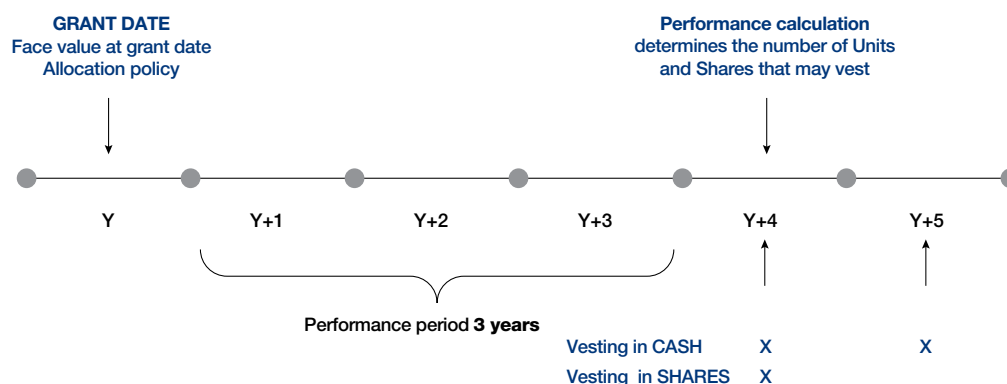 GRANT DATE
Face value at grant date
Allocation policy
Performance calculation
determines the number of Units
and Shares that may vest
Y Y+1 Y+2 Y+3 Y+4 Y+5
Performance period 3 years
Vesting in CASH X X
Vesting in SHARES X